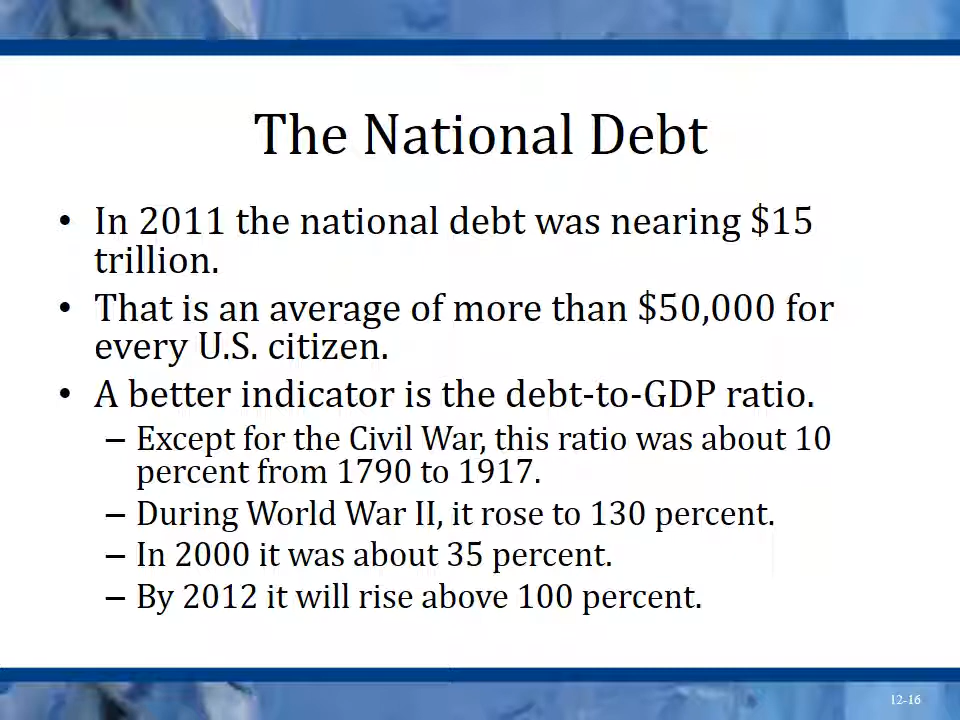 The National Debt
• In 2011 the national debt was nearing $15
trillion.
• That is an average of more than $50,000 for
every U.S. citizen.
• A better indicator is the debt-to-GDP ratio.
– Except for the Civil War, this ratio was about 10
percent from 1790 to 1917.
– During World War II, it rose to 130 percent.
– In 2000 it was about 35 percent.
– By 2012 it will rise above 100 percent.
12-16